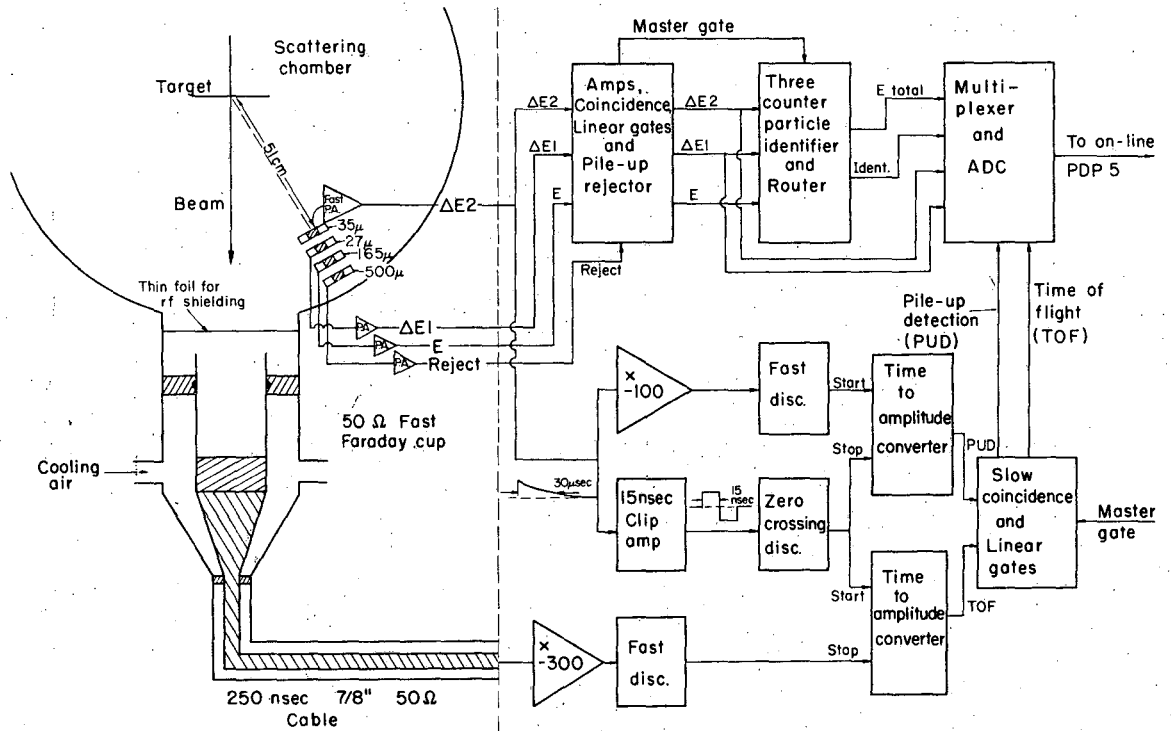 Scattering
chamber
Target
51cm
Beam
Fast
PA.
35μ
27μ
165μ
500μ
Thin foil for
rf shielding
PA
ΔE1
PA
E
PA
Reject
50 Ω Fast
Faraday cup
Cooling
air
250 nsec 7/8" 50Ω
Cable
Master gate
ΔE2
ΔE2
ΔE1
E
Reject
Amps,
Coincidence,
Linear gates
and
Pile-up
rejector
ΔE2
ΔE1
E
Three
counter
particle
identifier
and
Router
E total
Ident.
Multi-
plexer
and
ADC
To on-line
PDP 5
Pile-up
detection
(PUD)
Time of
flight
(TOF)
x
-100
Fast
disc.
Start
Time
to
amplitude
converter
Stop
PUD
30μsec
15nsec
Clip
amp
15
nsec
Zero
crossing
disc.
Slow
coincidence
and
Linear
gates
Master
gate
Start
Time
to
amplitude
converter
TOF
Stop
x
-300
Fast
disc.